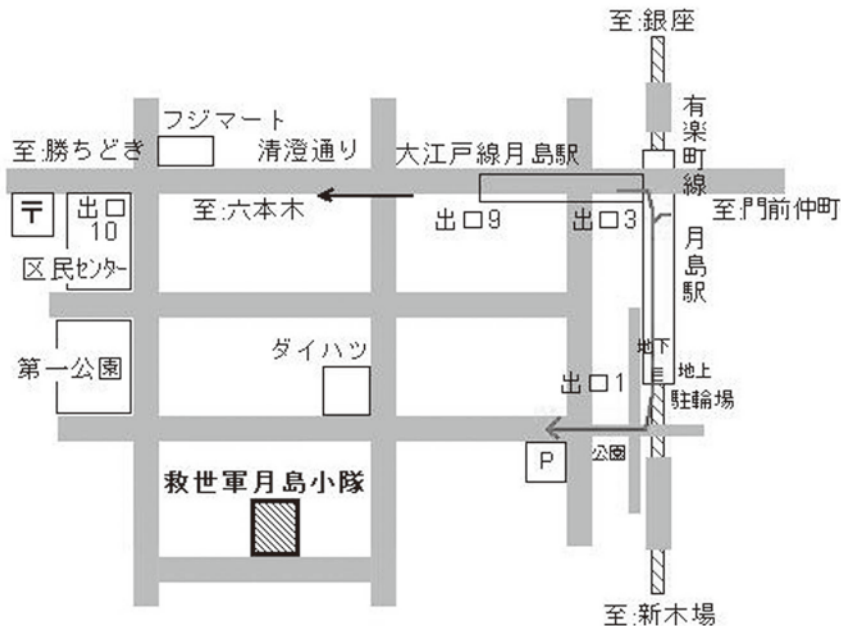 至:銀座
有楽町線
フジマート
至:勝ちどき
清澄通り
大江戸線月島駅
〒
出口10
至:六本木
出口9
出口3
至:門前仲町
月島駅
区民センター
第一公園
ダイハツ
地下
出口1
地上
駐輪場
P
公園
救世軍月島小隊
至:新木場